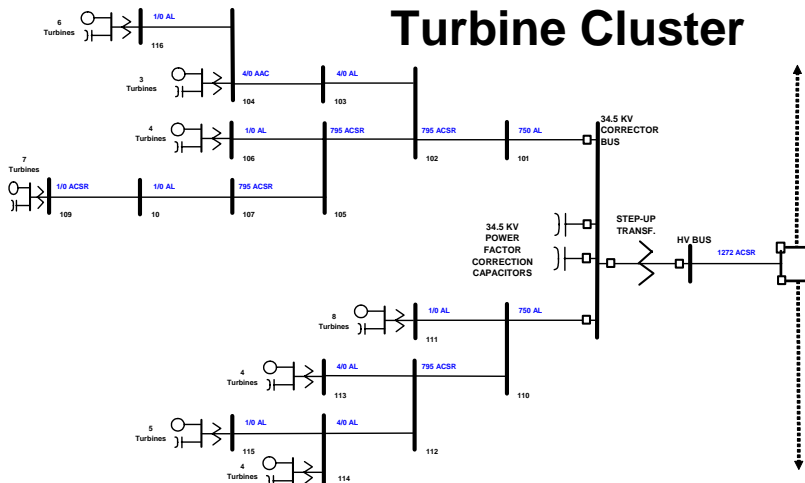 Turbine Cluster
6
Turbines
1/0 AL
116
3
Turbines
4/0 AAC
4/0 AL
104
103
34.5 KV
CORRECTOR
BUS
4
Turbines
1/0 AL
795 ACSR
795 ACSR
750 AL
106
102
101
7
Turbines
1/0 ACSR
1/0 AL
795 ACSR
109
10
107
105
34.5 KV
POWER
FACTOR
CORRECTION
CAPACITORS
STEP-UP
TRANSF.
HV BUS
1272 ACSR
8
Turbines
1/0 AL
750 AL
111
4
Turbines
4/0 AL
795 ACSR
113
110
5
Turbines
1/0 AL
4/0 AL
115
112
4
Turbines
114